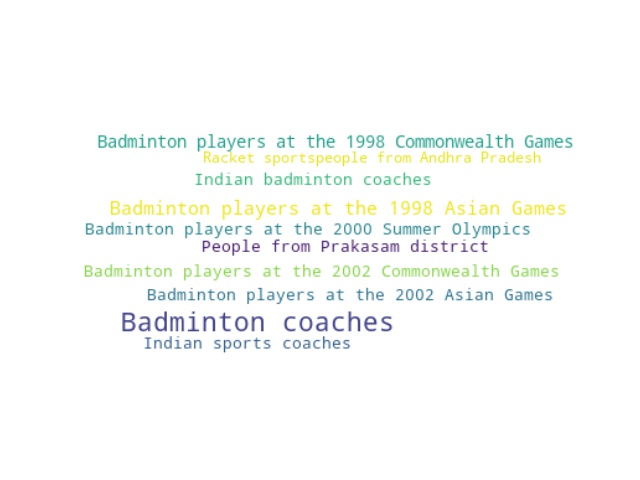 Badminton players at the 1998 Commonwealth Games
Racket sportspeople from Andhra Pradesh
Indian badminton coaches
Badminton players at the 1998 Asian Games
Badminton players at the 2000 Summer Olympics
People from Prakasam district
Badminton players at the 2002 Commonwealth Games
Badminton players at the 2002 Asian Games
Badminton coaches
Indian sports coaches